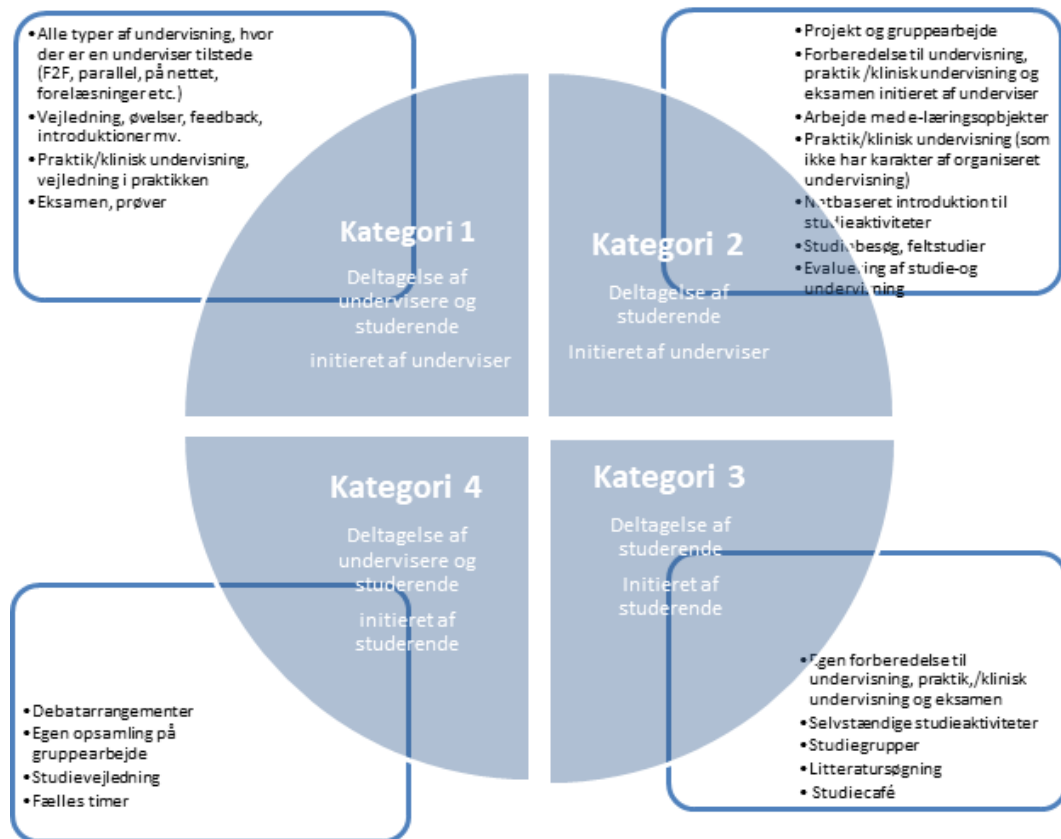 •Alle typer af undervisning, hvor
der er en underviser tilstede
(F2F, parallel, på nettet,
forelæsninger etc.)
•Vejledning, øvelser, feedback,
introduktioner mv.
•Praktik/klinisk undervisning,
vejledning i praktikken
•Eksamen, prøver
•Projekt og gruppearbejde
•Forberedelse til undervisning,
praktik /klinisk undervisning og
eksamen initieret af underviser
•Arbejde med e-læringsopbjekter
•Praktik/klinisk undervisning (som
ikke har karakter af organiseret
undervisning)
•Netbaseret introduktion til
studieaktiviteter
•Studiebesøg, feltstudier
•Evaluering af studie-og
undervisning
Kategori 1
Deltagelse af
undervisere og
studerende
initieret af underviser
Kategori 2
Deltagelse af
studerende
Initieret af underviser
Kategori 4
Deltagelse af
undervisere og
studerende
initieret af
studerende
Kategori 3
Deltagelse af
studerende
Initieret af
studerende
•Debatarrangementer
•Egen opsamling på
gruppearbejde
•Studievejledning
•Fælles timer
•Egen forberedelse til
undervisning, praktik,/klinisk
undervisning og eksamen
•Selvstændige studieaktiviteter
•Studiegrupper
•Litteratursøgning
• Studiecafé